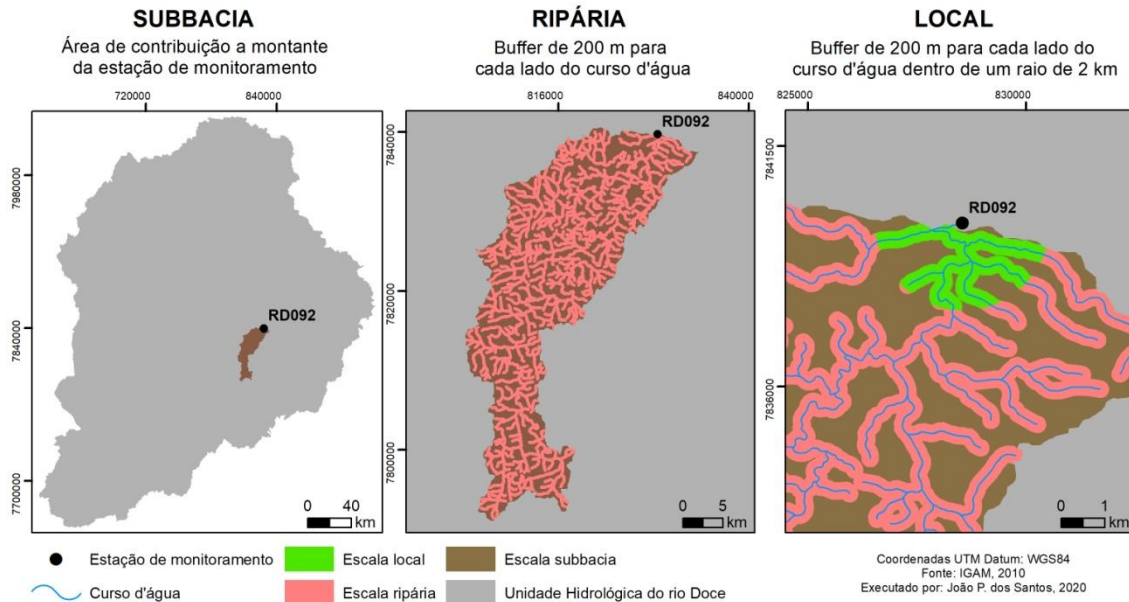 SUBBACIA
Área de contribuição a montante
da estação de monitoramento
720000
840000
7980000
7840000
7700000
RD092
0 40
km
RIPÁRIA
Buffer de 200 m para
cada lado do curso d'água
816000
840000
7840000
7820000
7800000
RD092
0 5
km
LOCAL
Buffer de 200 m para cada lado do
curso d'água dentro de um raio de 2 km
825000
830000
7841500
7836000
RD092
0 1
km
Estação de monitoramento
Curso d'água
Escala local
Escala ripária
Escala subbacia
Unidade Hidrológica do rio Doce
Coordenadas UTM Datum: WGS84
Fonte: IGAM, 2010
Executado por: João P. dos Santos, 2020